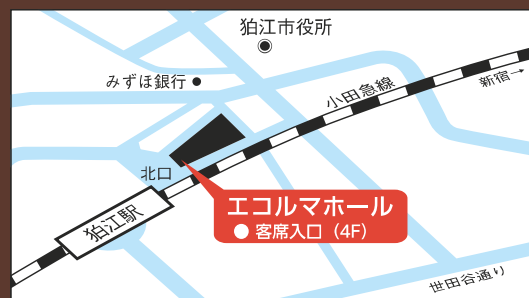 狛江市役所
みずほ銀行
小田急線
新宿→
北口
狛江駅
エコルマホール
客席入口（4F）
世田谷通り